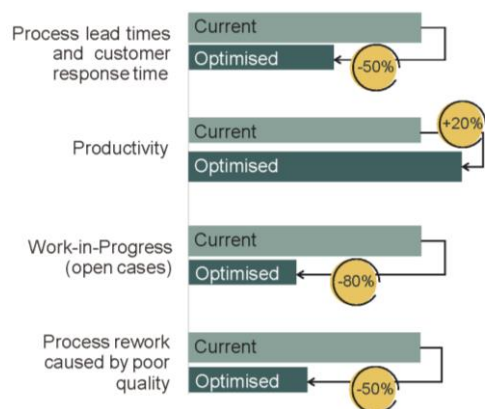 Process lead times
and customer
response time
Current
Optimised
-50%
Productivity
Current
Optimised
+20%
Work-in-Progress
(open cases)
Current
Optimised
-80%
Process rework
caused by poor
quality
Current
Optimised
-50%